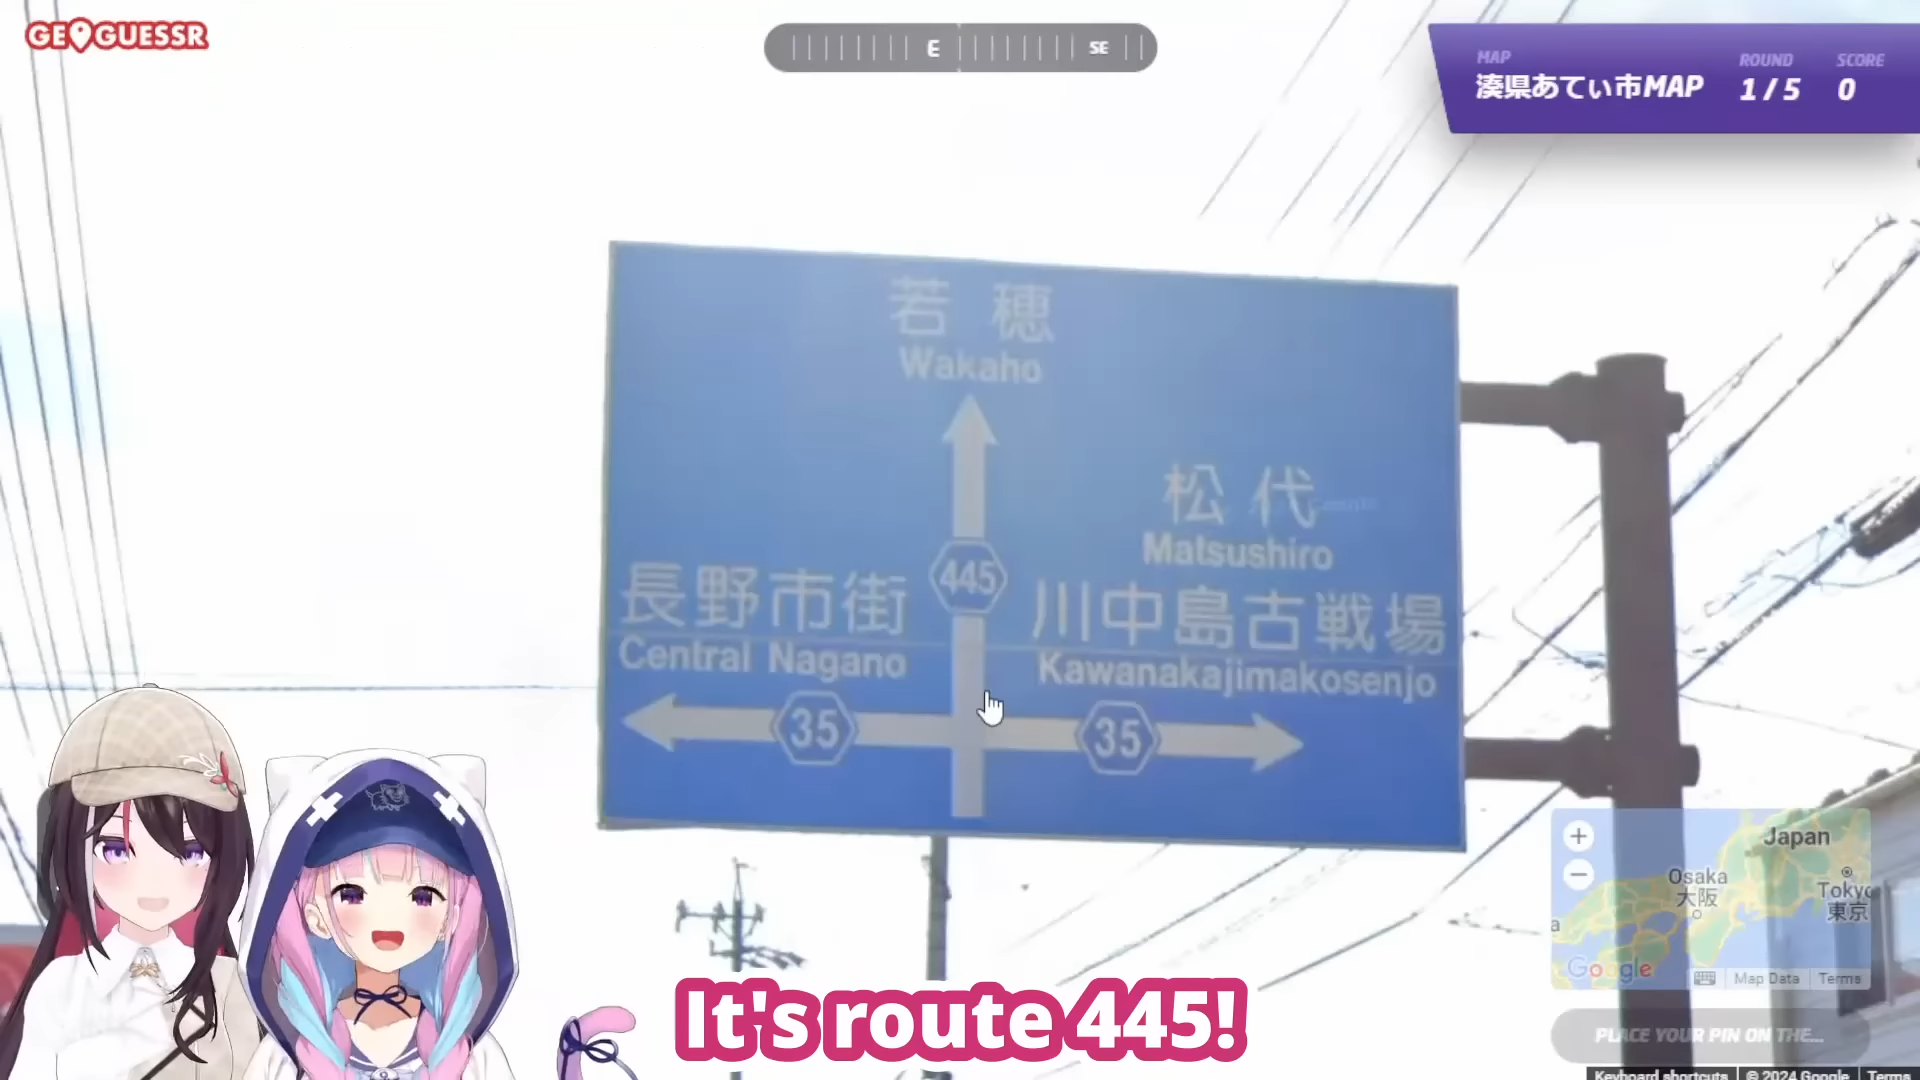 GEOGUESSR
E
SE
MAP
湊県あてぃ市MAP
ROUND
1 / 5
SCORE
0
若穂
Wakaho
松代
Matsushiro
445
長野市街
Central Nagano
川中島古戦場
Kawanakajimakosenjo
35
35
Japan
Osaka
大阪
Tokyo
東京
a
Google
Map Data
Terms
It's route 445!
PLACE YOUR PIN ON THE...
Keyboard shortcuts
© 2024 Google
Terms